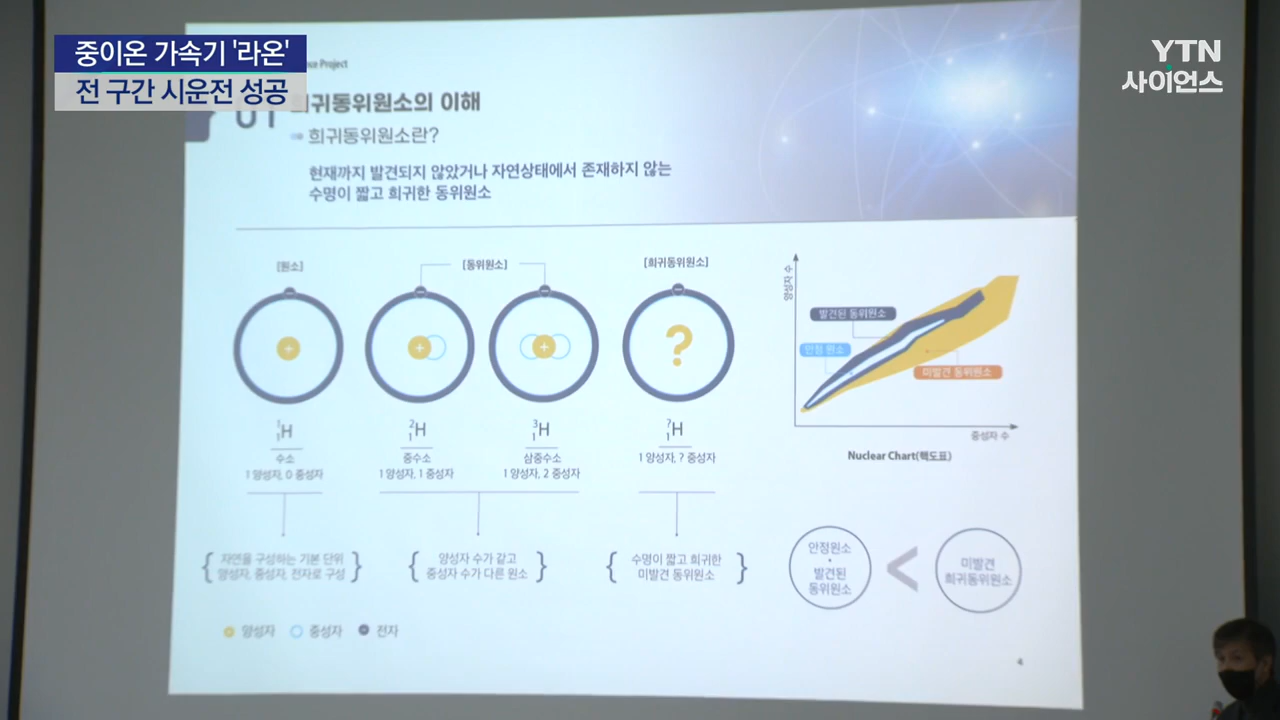 중이온 가속기 '라온'
전 구간 시운전 성공
YTN
사이언스
Project
01
희귀동위원소의 이해
희귀동위원소란?
현재까지 발견되지 않았거나 자연상태에서 존재하지 않는
수명이 짧고 희귀한 동위원소
[원소]
[동위원소]
[희귀동위원소]
+
+
+
?
1 1 H
2 1 H
3 1 H
? 1 H
수소
중수소
삼중수소
1 양성자, 0 중성자
1 양성자, 1 중성자
1 양성자, 2 중성자
1 양성자, ? 중성자
자연을 구성하는 기본 단위
양성자, 중성자, 전자로 구성
양성자 수가 같고
중성자 수가 다른 원소
수명이 짧고 희귀한
미발견 동위원소
양성자
중성자
전자
양성자 수
발견된 동위원소
안정 원소
미발견 동위원소
중성자 수
Nuclear Chart(핵도표)
안정원소
•
발견된
동위원소
<
미발견
희귀동위원소
4